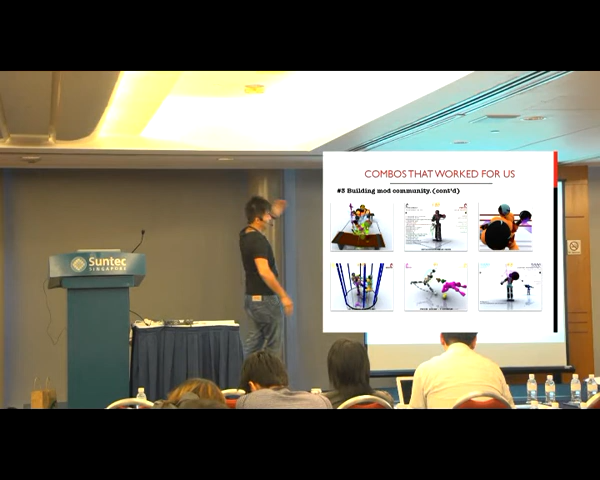 COMBOS THAT WORKED FOR US
#3 Building mod community. (cont'd)
Suntec
SINGAPORE